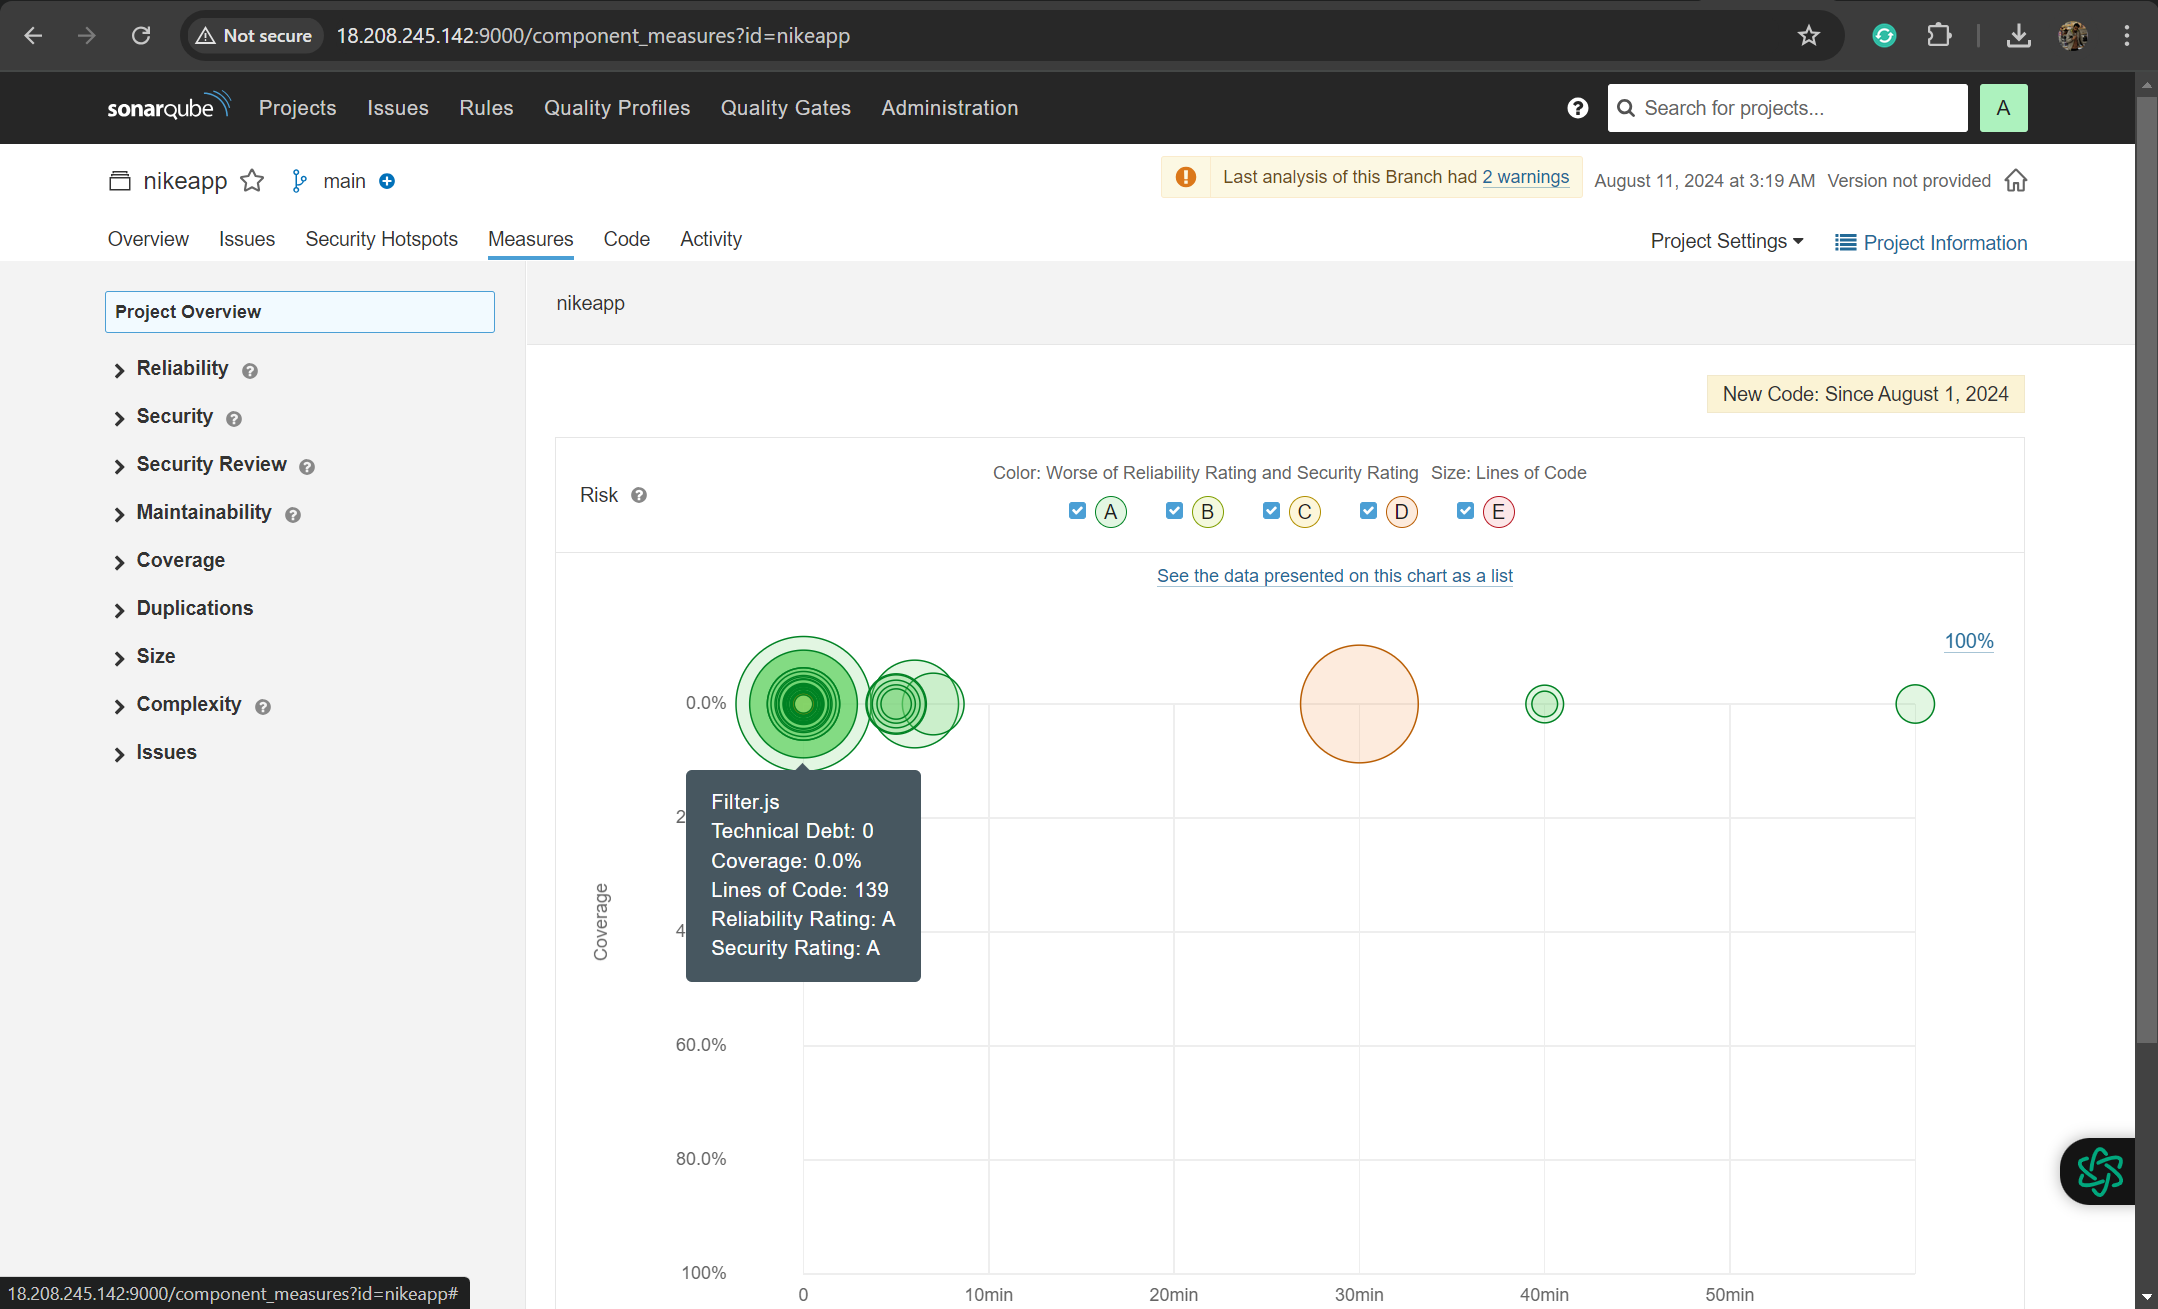 Not secure 18.208.245.142:9000/component_measures?id=nikeapp
sonarqube Projects Issues Rules Quality Profiles Quality Gates Administration Search for projects... A
nikeapp main Last analysis of this Branch had 2 warnings August 11, 2024 at 3:19 AM Version not provided
Overview Issues Security Hotspots Measures Code Activity Project Settings Project Information
Project Overview
Reliability
Security
Security Review
Maintainability
Coverage
Duplications
Size
Complexity
Issues
nikeapp
New Code: Since August 1, 2024
Risk
Color: Worse of Reliability Rating and Security Rating Size: Lines of Code
A B C D E
See the data presented on this chart as a list
100%
0.0%
2
4
60.0%
80.0%
100%
Coverage
Filter.js
Technical Debt: 0
Coverage: 0.0%
Lines of Code: 139
Reliability Rating: A
Security Rating: A
0 10min 20min 30min 40min 50min
18.208.245.142:9000/component_measures?id=nikeapp#